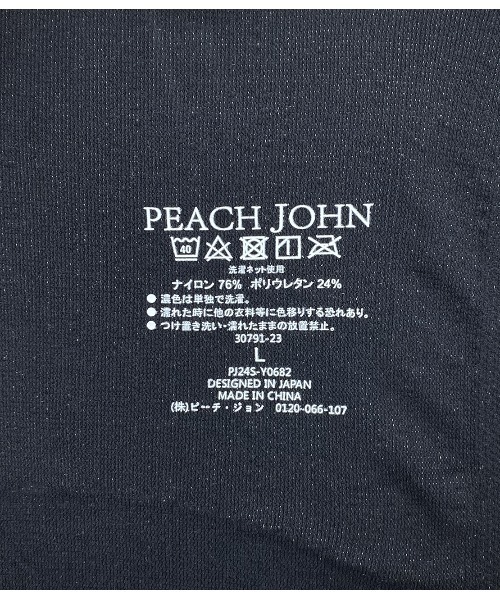 PEACH JOHN
40
洗濯ネット使用
ナイロン 76% ポリウレタン 24%
● 濃色は単独で洗濯。
● 濡れた時に他の衣料等に色移りする恐れあり。
● つけ置き洗い・濡れたままの放置禁止。
30791-23
L
PJ24S-Y0682
DESIGNED IN JAPAN
MADE IN CHINA
(株)ピーチ・ジョン 0120-066-107